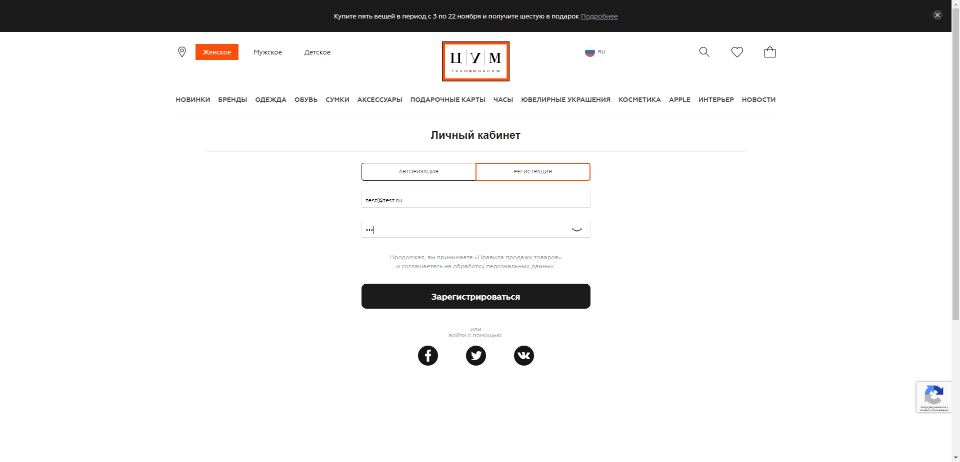 Купите пять вещей в период с 3 по 22 ноября и получите шестую в подарок Подробнее
Женское Мужское Детское
ЦУМ
RU
НОВИНКИ БРЕНДЫ ОДЕЖДА ОБУВЬ СУМКИ АКСЕССУАРЫ ПОДАРОЧНЫЕ КАРТЫ ЧАСЫ ЮВЕЛИРНЫЕ УКРАШЕНИЯ КОСМЕТИКА APPLE ИНТЕРЬЕР НОВОСТИ
Личный кабинет
АВТОРИЗАЦИЯ РЕГИСТРАЦИЯ
test@test.ru
Продолжая, вы принимаете «Правила продажи товаров»
и соглашаетесь на обработку персональных данных
Зарегистрироваться
или
войти с помощью